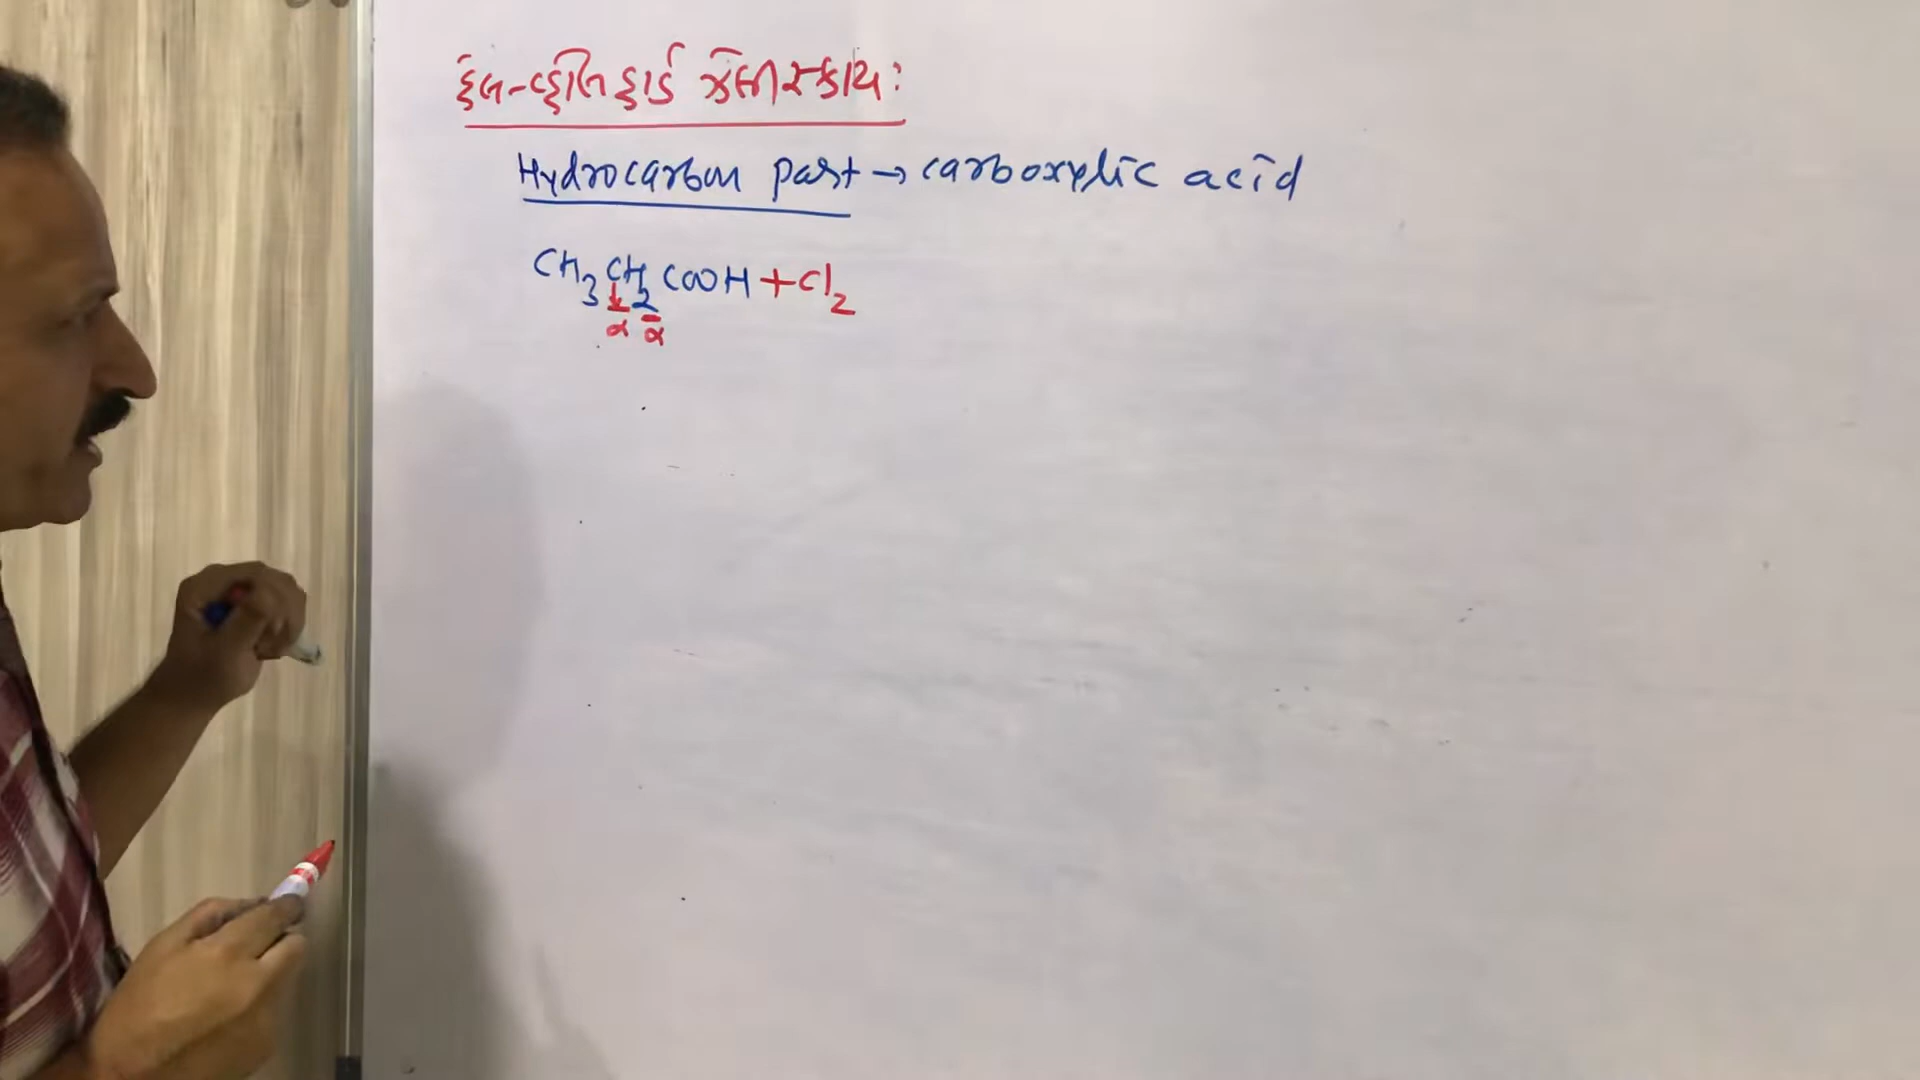 હેલ-વ્હોલાર્ડ ઝેલીન્સ્કી પ્રક્રિયા:
Hydrocarbon part → carboxylic acid
CH3CH2COOH + Cl2
α α